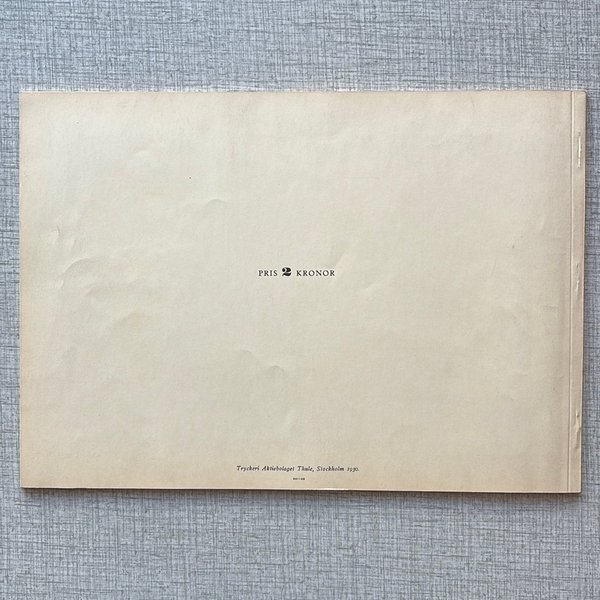 PRIS 2 KRONOR
Tryckeri Aktiebolaget Thule, Stockholm 1930.